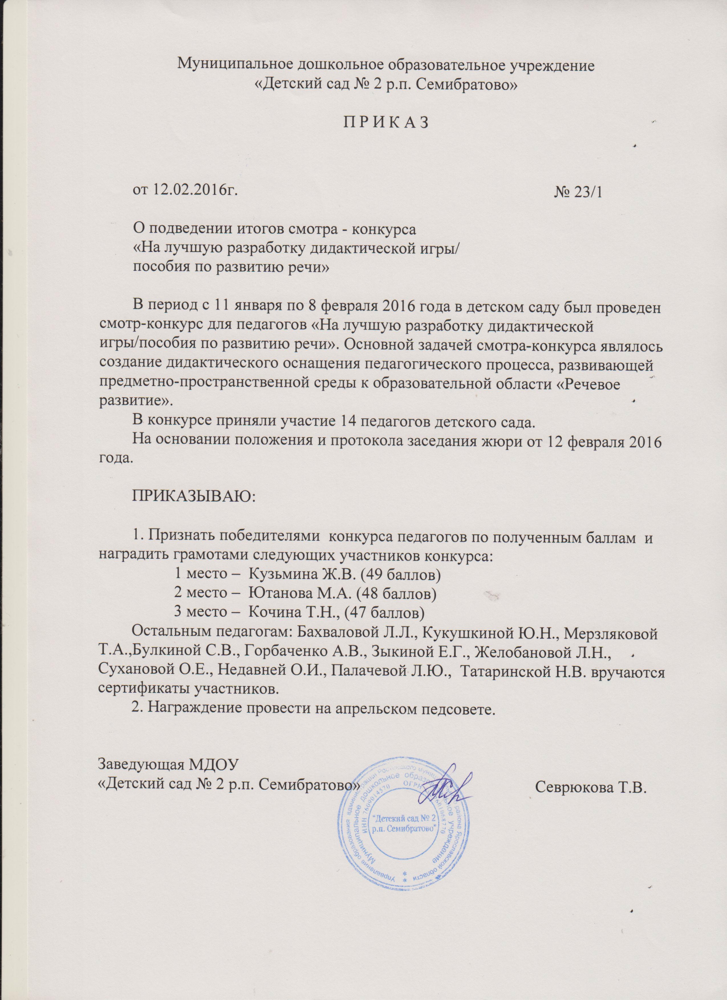 Муниципальное дошкольное образовательное учреждение
«Детский сад № 2 р.п. Семибратово»
П Р И К А З
от 12.02.2016г. № 23/1
О подведении итогов смотра - конкурса
«На лучшую разработку дидактической игры/
пособия по развитию речи»
В период с 11 января по 8 февраля 2016 года в детском саду был проведен
смотр-конкурс для педагогов «На лучшую разработку дидактической
игры/пособия по развитию речи». Основной задачей смотра-конкурса являлось
создание дидактического оснащения педагогического процесса, развивающей
предметно-пространственной среды к образовательной области «Речевое
развитие».
В конкурсе приняли участие 14 педагогов детского сада.
На основании положения и протокола заседания жюри от 12 февраля 2016
года.
ПРИКАЗЫВАЮ:
1. Признать победителями  конкурса педагогов по полученным баллам  и
наградить грамотами следующих участников конкурса:
1 место –  Кузьмина Ж.В. (49 баллов)
2 место –  Ютанова М.А. (48 баллов)
3 место –  Кочина Т.Н., (47 баллов)
Остальным педагогам: Бахваловой Л.Л., Кукушкиной Ю.Н., Мерзляковой
Т.А.,Булкиной С.В., Горбаченко А.В., Зыкиной Е.Г., Желобановой Л.Н.,
Сухановой О.Е., Недавней О.И., Палачевой Л.Ю.,  Татаринской Н.В. вручаются
сертификаты участников.
2. Награждение провести на апрельском педсовете.
Заведующая МДОУ
«Детский сад № 2 р.п. Семибратово» Севрюкова Т.В.
Управление образования администрации Ростовского муниципального района Ярославской области
Муниципальное дошкольное образовательное учреждение
ИНН 7609014570 ОГРН
"Детский сад № 2
р.п. Семибратово"